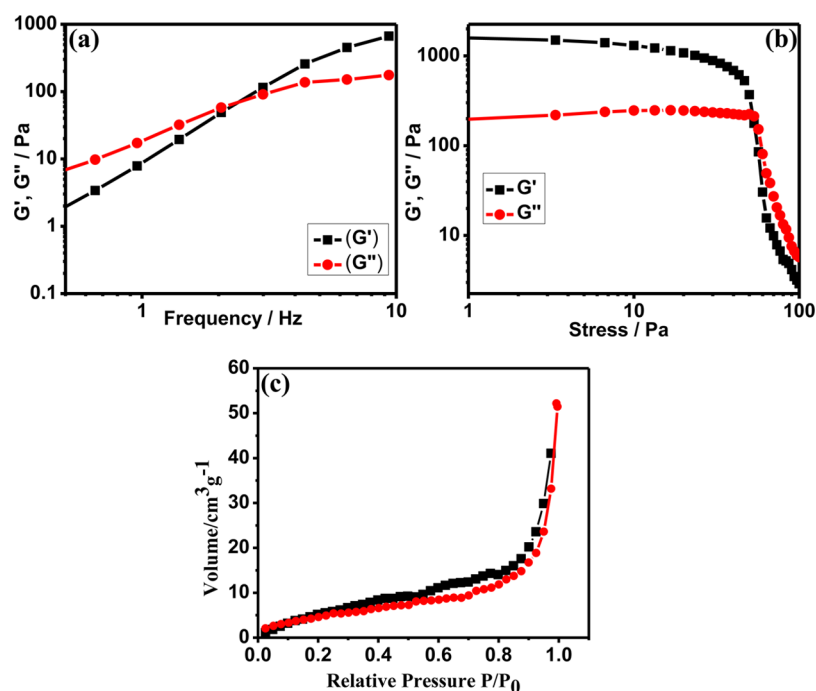 (a)
G', G'' / Pa
1000
100
10
1
0.1
1
10
Frequency / Hz
(G')
(G'')
(b)
G', G'' / Pa
1000
100
10
1
10
100
Stress / Pa
G'
G''
(c)
Volume/cm³g-1
60
50
40
30
20
10
0
0.0
0.2
0.4
0.6
0.8
1.0
Relative Pressure P/P₀